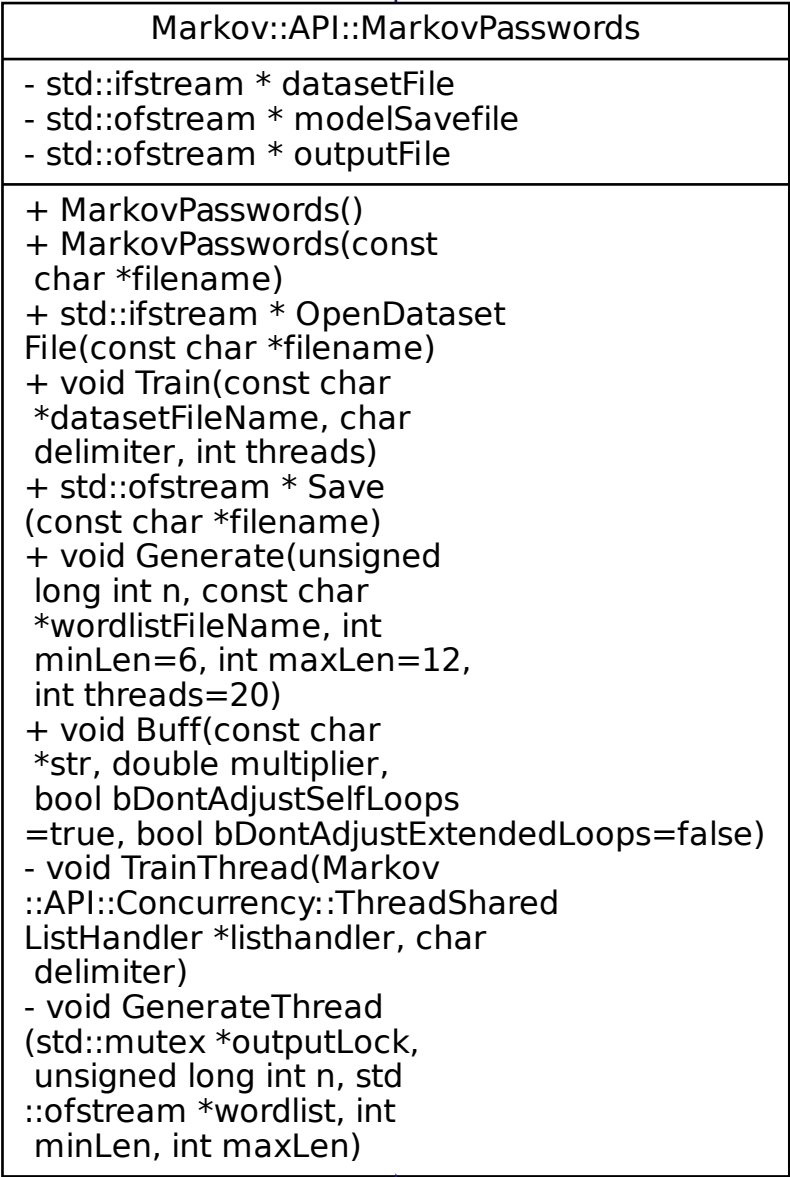 Markov::API::MarkovPasswords
- std::ifstream * datasetFile
- std::ofstream * modelSavefile
- std::ofstream * outputFile
+ MarkovPasswords()
+ MarkovPasswords(const
char *filename)
+ std::ifstream * OpenDataset
File(const char *filename)
+ void Train(const char
*datasetFileName, char
delimiter, int threads)
+ std::ofstream * Save
(const char *filename)
+ void Generate(unsigned
long int n, const char
*wordlistFileName, int
minLen=6, int maxLen=12,
int threads=20)
+ void Buff(const char
*str, double multiplier,
bool bDontAdjustSelfLoops
=true, bool bDontAdjustExtendedLoops=false)
- void TrainThread(Markov
::API::Concurrency::ThreadShared
ListHandler *listhandler, char
delimiter)
- void GenerateThread
(std::mutex *outputLock,
unsigned long int n, std
::ofstream *wordlist, int
minLen, int maxLen)